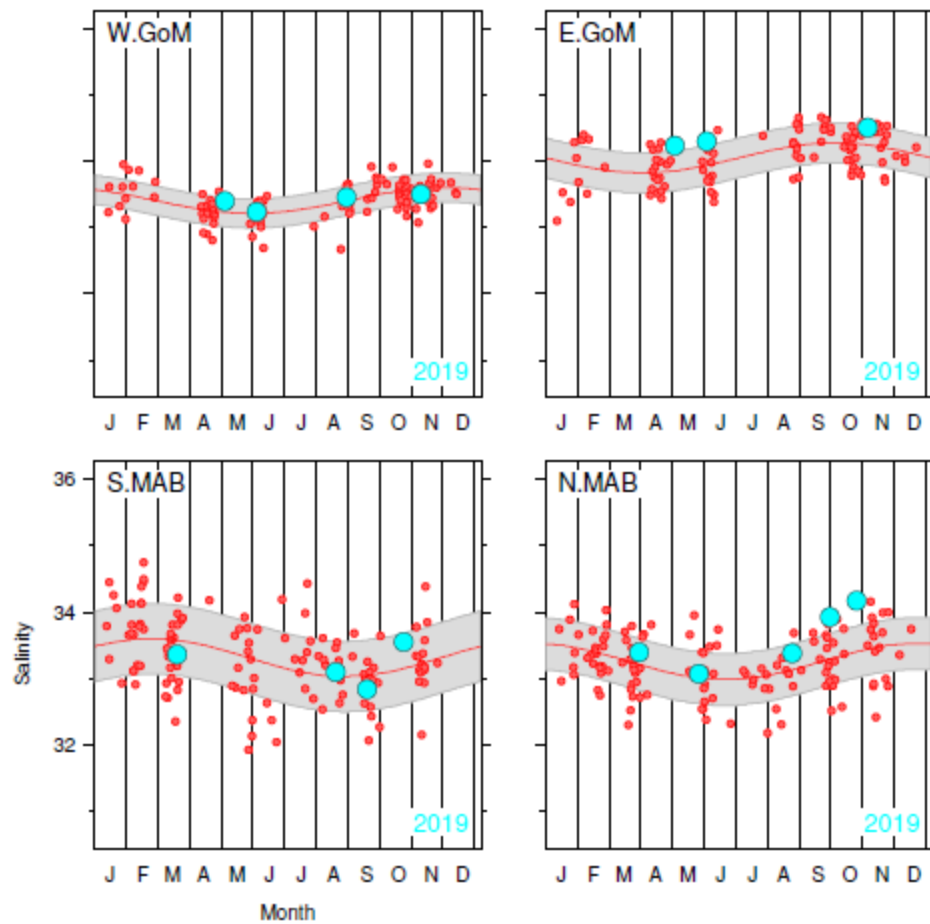 W.GoM
E.GoM
2019
2019
J F M A M J J A S O N D
J F M A M J J A S O N D
S.MAB
N.MAB
36
34
32
Salinity
2019
2019
J F M A M J J A S O N D
J F M A M J J A S O N D
Month